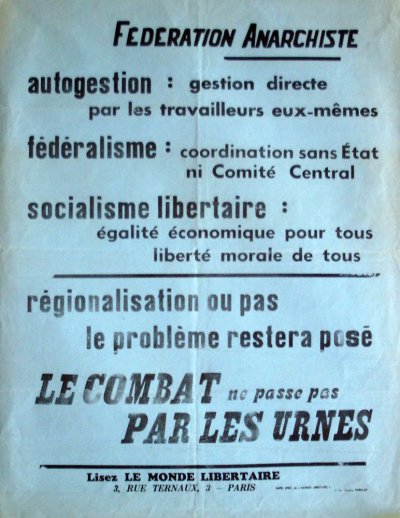 FEDERATION ANARCHISTE
autogestion : gestion directe
par les travailleurs eux-mêmes
fédéralisme : coordination sans État
ni Comité Central
socialisme libertaire :
égalité économique pour tous
liberté morale de tous
régionalisation ou pas
le problème restera posé
LE COMBAT ne passe pas
PAR LES URNES
Lisez LE MONDE LIBERTAIRE
3, RUE TERNAUX, 3 — PARIS